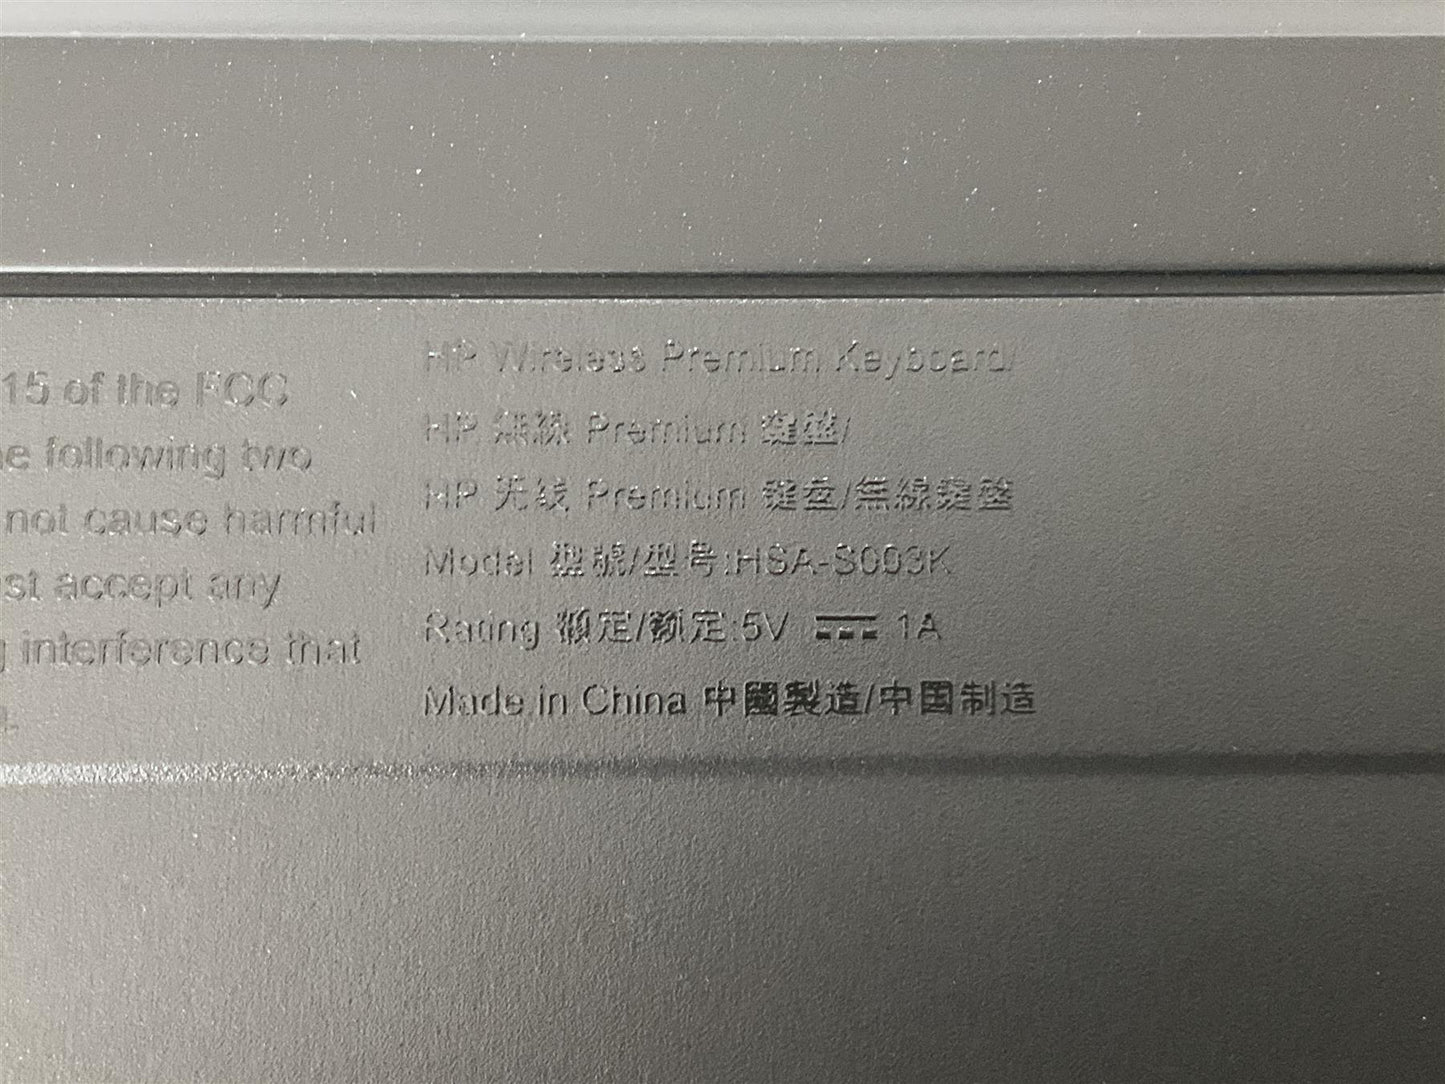 15 of the FCC
e following two
not cause harmful
st accept any
g interference that
HP Wireless Premium Keyboard/
HP 無線 Premium 鍵盤/
HP 无线 Premium 键盘/無線鍵盤
Model 型號/型号:HSA-S003K
Rating 額定/额定:5V ⎓ 1A
Made in China 中國製造/中国制造